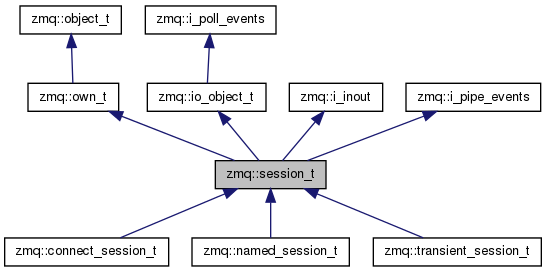 zmq::object_t
zmq::i_poll_events
zmq::own_t
zmq::io_object_t
zmq::i_inout
zmq::i_pipe_events
zmq::session_t
zmq::connect_session_t
zmq::named_session_t
zmq::transient_session_t